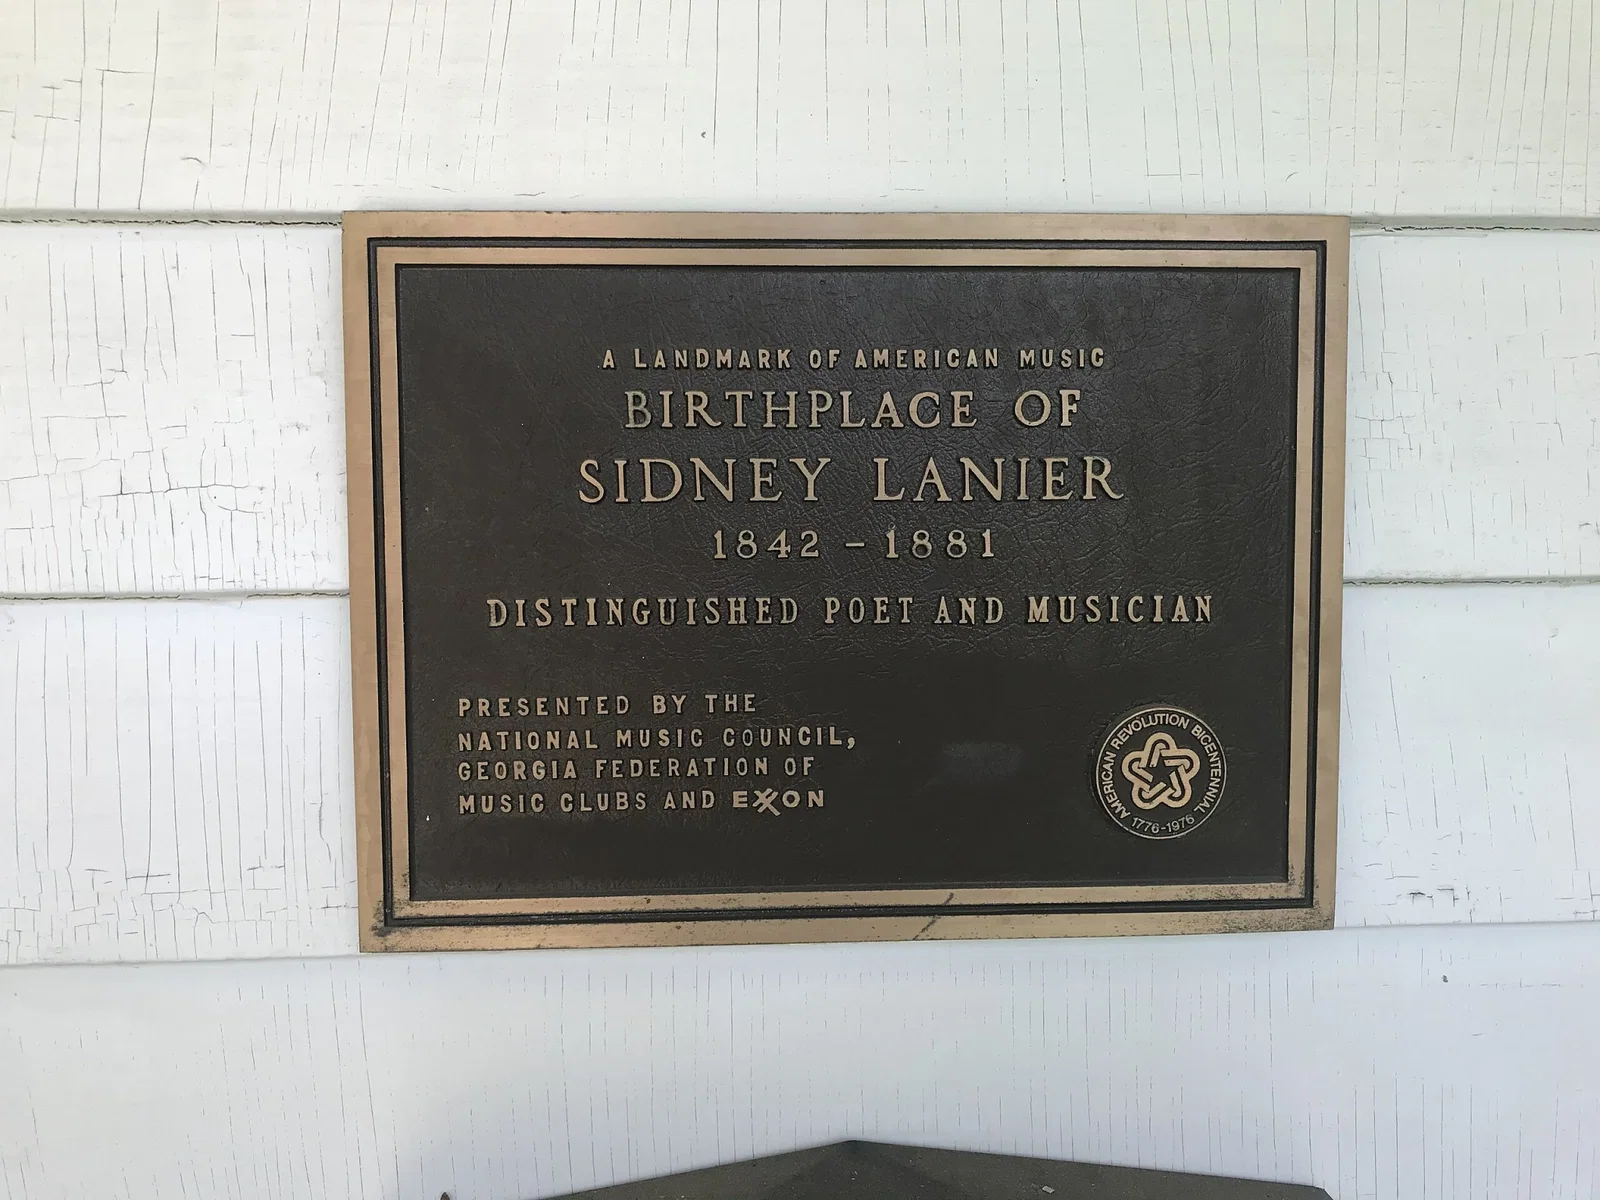 A LANDMARK OF AMERICAN MUSIC
BIRTHPLACE OF
SIDNEY LANIER
1842 – 1881
DISTINGUISHED POET AND MUSICIAN
PRESENTED BY THE
NATIONAL MUSIC COUNCIL,
GEORGIA FEDERATION OF
MUSIC CLUBS AND EXXON
AMERICAN REVOLUTION BICENTENNIAL
1776-1976